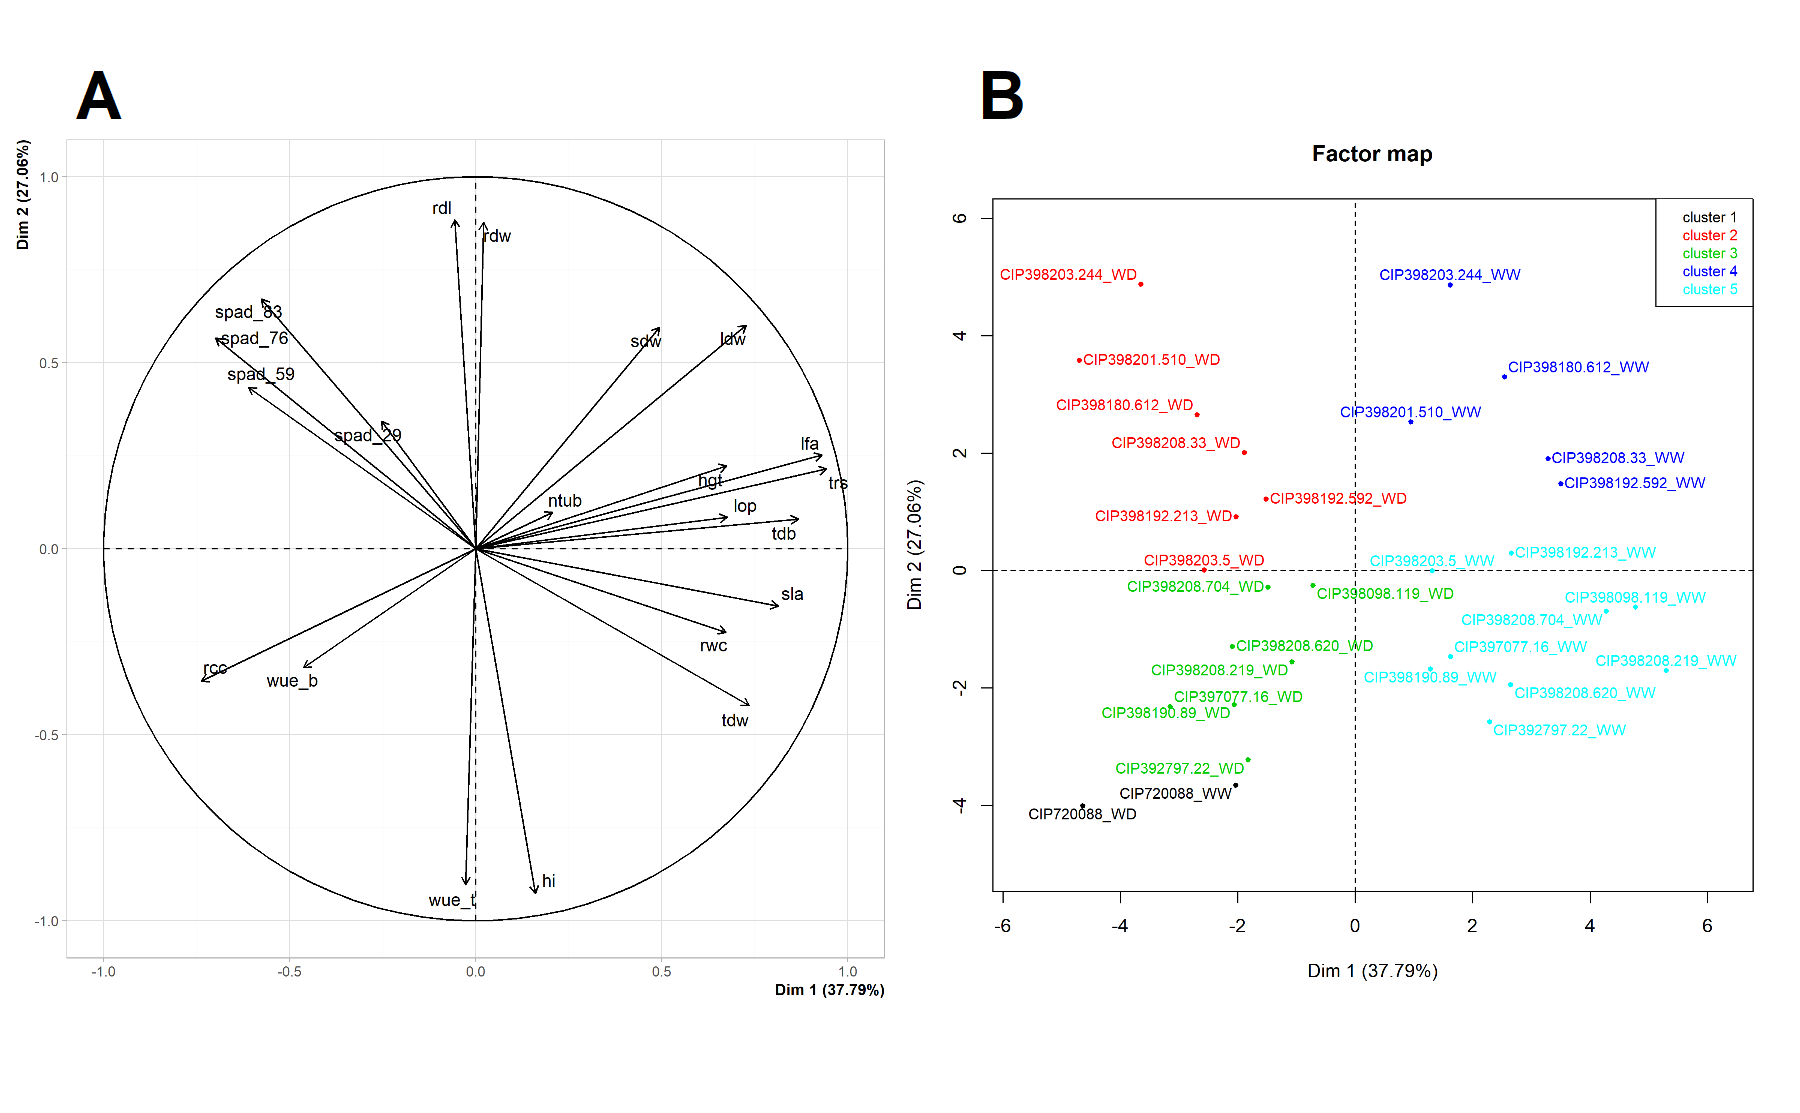 A
Dim 2 (27.06%)
1.0
0.5
0.0
-0.5
-1.0
rdl
rdw
spad_83
spad_76
spad_59
spad_29
sdw
ldw
lfa
hgt
trs
ntub
lop
tdb
sla
rwc
rcc
wue_b
tdw
hi
wue_t
-1.0
-0.5
0.0
0.5
1.0
Dim 1 (37.79%)
B
Factor map
Dim 2 (27.06%)
6
4
2
0
-2
-4
cluster 1
cluster 2
cluster 3
cluster 4
cluster 5
CIP398203.244_WD
CIP398203.244_WW
CIP398201.510_WD
CIP398180.612_WW
CIP398180.612_WD
CIP398201.510_WW
CIP398208.33_WD
CIP398208.33_WW
CIP398192.592_WW
CIP398192.592_WD
CIP398192.213_WD
CIP398192.213_WW
CIP398203.5_WD
CIP398203.5_WW
CIP398208.704_WD
CIP398098.119_WD
CIP398098.119_WW
CIP398208.704_WW
CIP398208.620_WD
CIP397077.16_WW
CIP398208.219_WD
CIP398208.219_WW
CIP398190.89_WW
CIP397077.16_WD
CIP398208.620_WW
CIP398190.89_WD
CIP392797.22_WW
CIP392797.22_WD
CIP720088_WW
CIP720088_WD
-6
-4
-2
0
2
4
6
Dim 1 (37.79%)